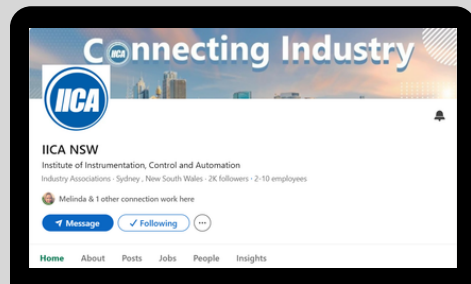 Connecting Industry
IICA
IICA NSW
Institute of Instrumentation, Control and Automation
Industry Associations · Sydney , New South Wales · 2K followers · 2-10 employees
Melinda & 1 other connection work here
Message
Following
Home About Posts Jobs People Insights